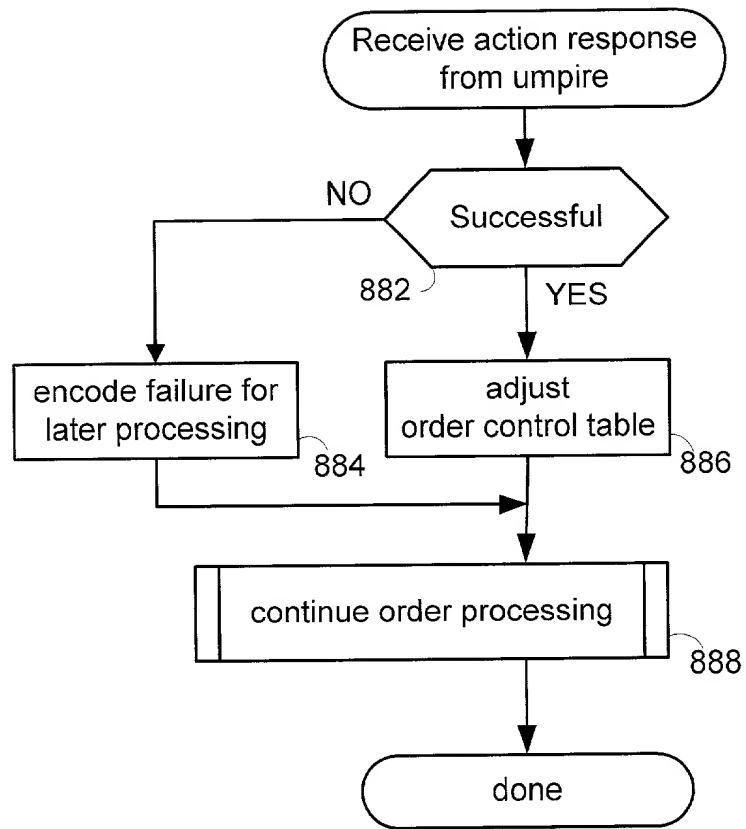 Receive action response
from umpire
NO
Successful
882
YES
encode failure for
later processing
884
adjust
order control table
886
continue order processing
888
done